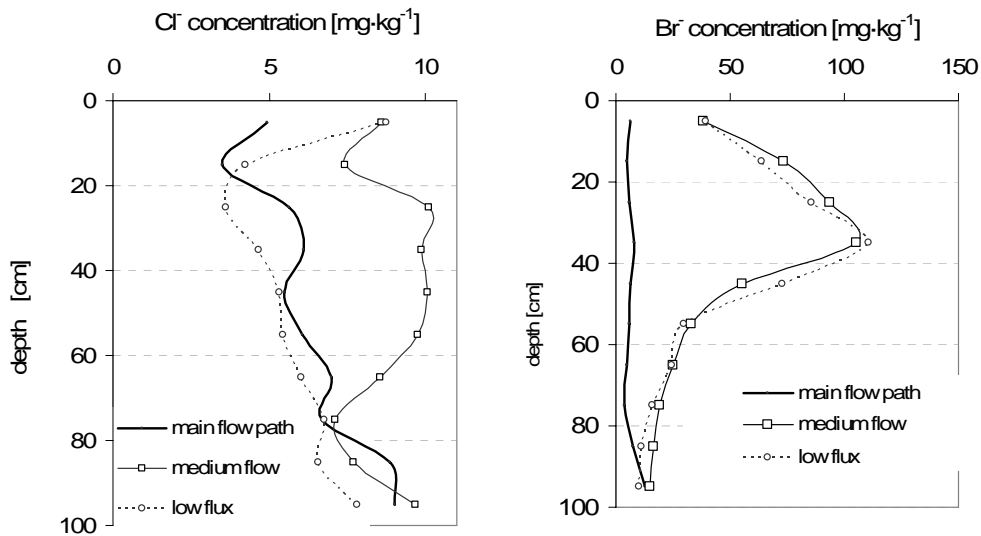 Cl⁻ concentration [mg·kg⁻¹]
0 5 10
0
20
40
60
80
100
depth [cm]
main flow path
medium flow
low flux
Br⁻ concentration [mg·kg⁻¹]
0 50 100 150
0
20
40
60
80
100
depth [cm]
main flow path
medium flow
low flux